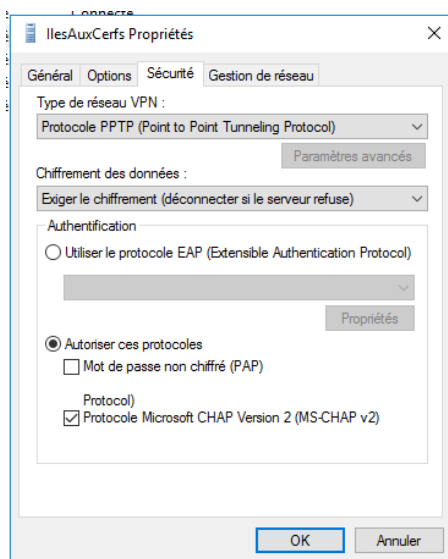 Connecté
IlesAuxCerfs Propriétés
Général Options Sécurité Gestion de réseau
Type de réseau VPN :
Protocole PPTP (Point to Point Tunneling Protocol)
Paramètres avancés
Chiffrement des données :
Exiger le chiffrement (déconnecter si le serveur refuse)
Authentification
Utiliser le protocole EAP (Extensible Authentication Protocol)
Propriétés
Autoriser ces protocoles
Mot de passe non chiffré (PAP)
Protocol)
Protocole Microsoft CHAP Version 2 (MS-CHAP v2)
OK Annuler